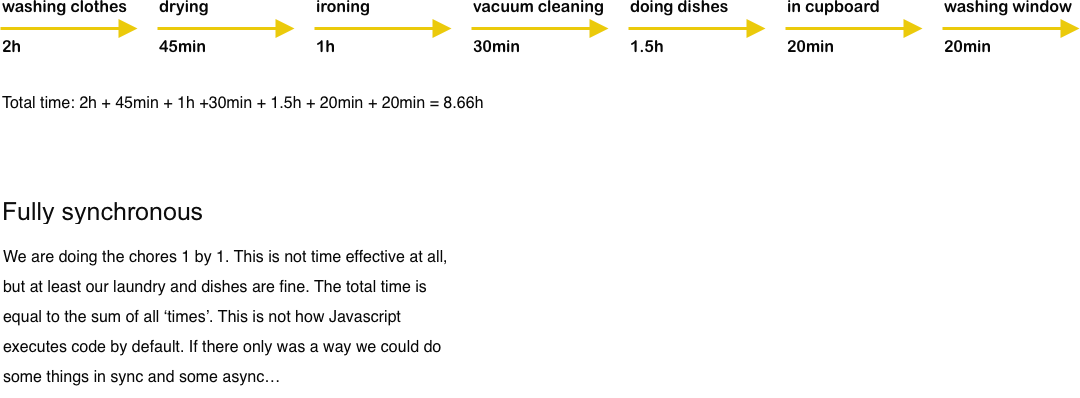 washing clothes drying ironing vacuum cleaning doing dishes in cupboard washing window
2h 45min 1h 30min 1.5h 20min 20min
Total time: 2h + 45min + 1h +30min + 1.5h + 20min + 20min = 8.66h
Fully synchronous
We are doing the chores 1 by 1. This is not time effective at all,
but at least our laundry and dishes are fine. The total time is
equal to the sum of all ‘times’. This is not how Javascript
executes code by default. If there only was a way we could do
some things in sync and some async…